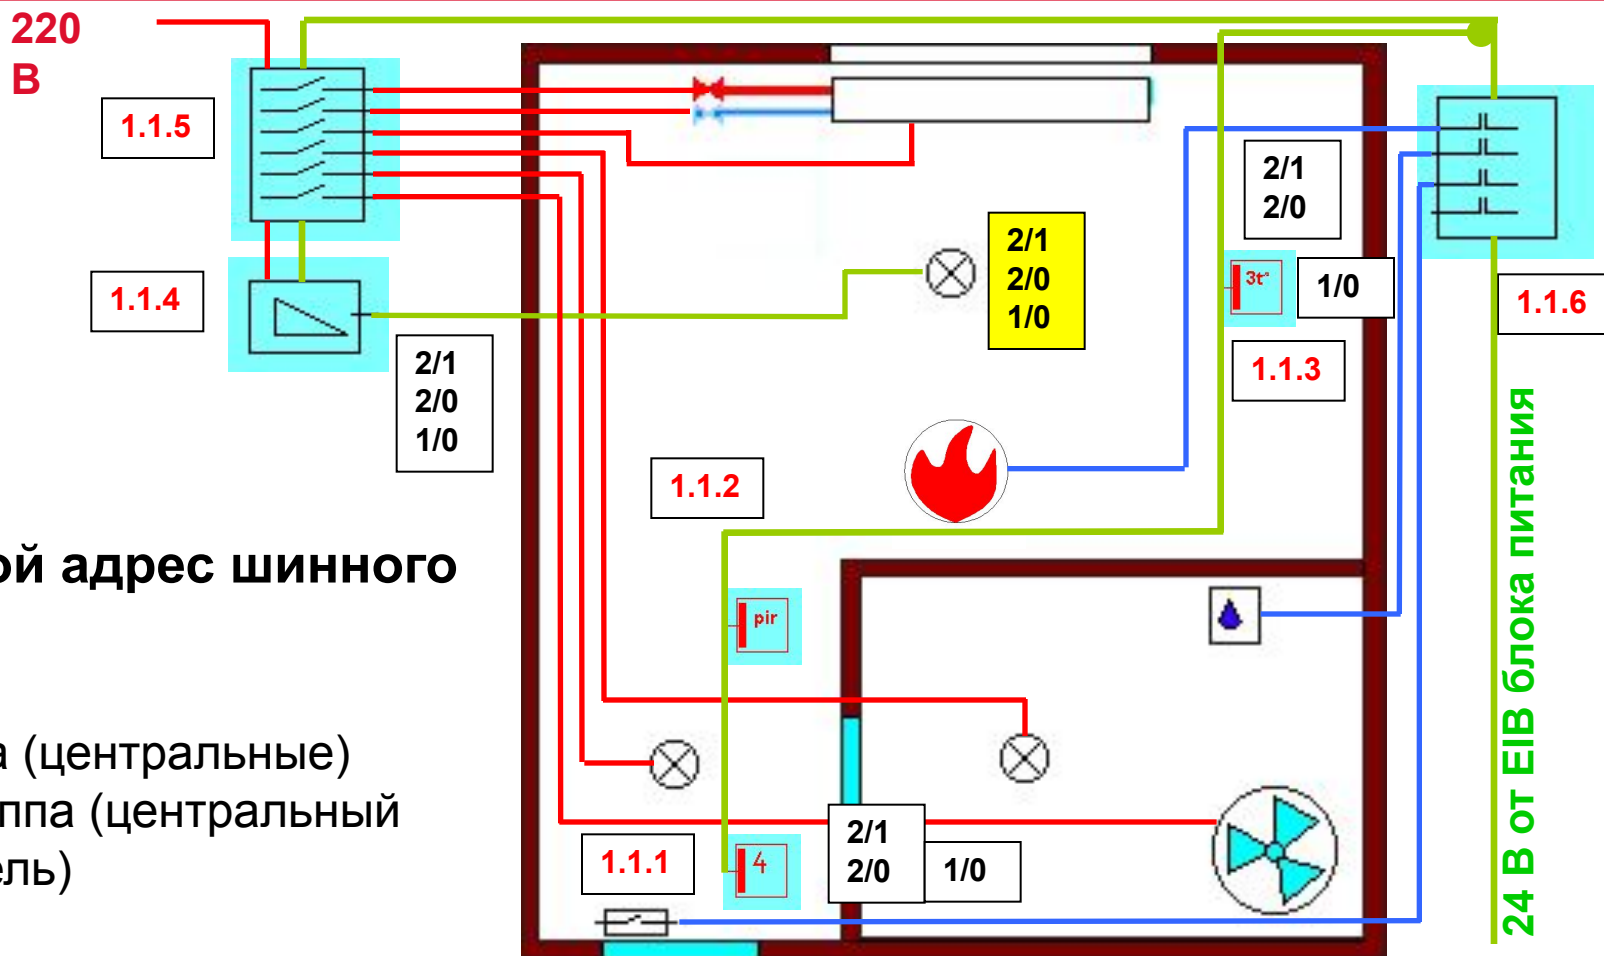 220
В
1.1.5
2/1
2/0
2/1
2/0
1/0
3t°
1/0
1.1.4
1.1.6
2/1
2/0
1/0
1.1.3
1.1.2
24 В от EIB блока питания
ой адрес шинного
pir
а (центральные)
ппа (центральный
ель)
1.1.1
4
2/1
2/0
1/0